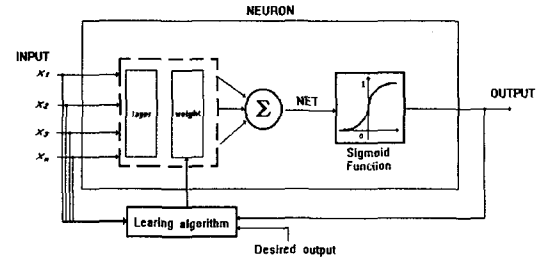 NEURON
INPUT
X₁
X₂
X₃
Xₙ
layer
weight
Σ
NET
1
0
Sigmoid
Function
OUTPUT
Learing algorithm
Desired output